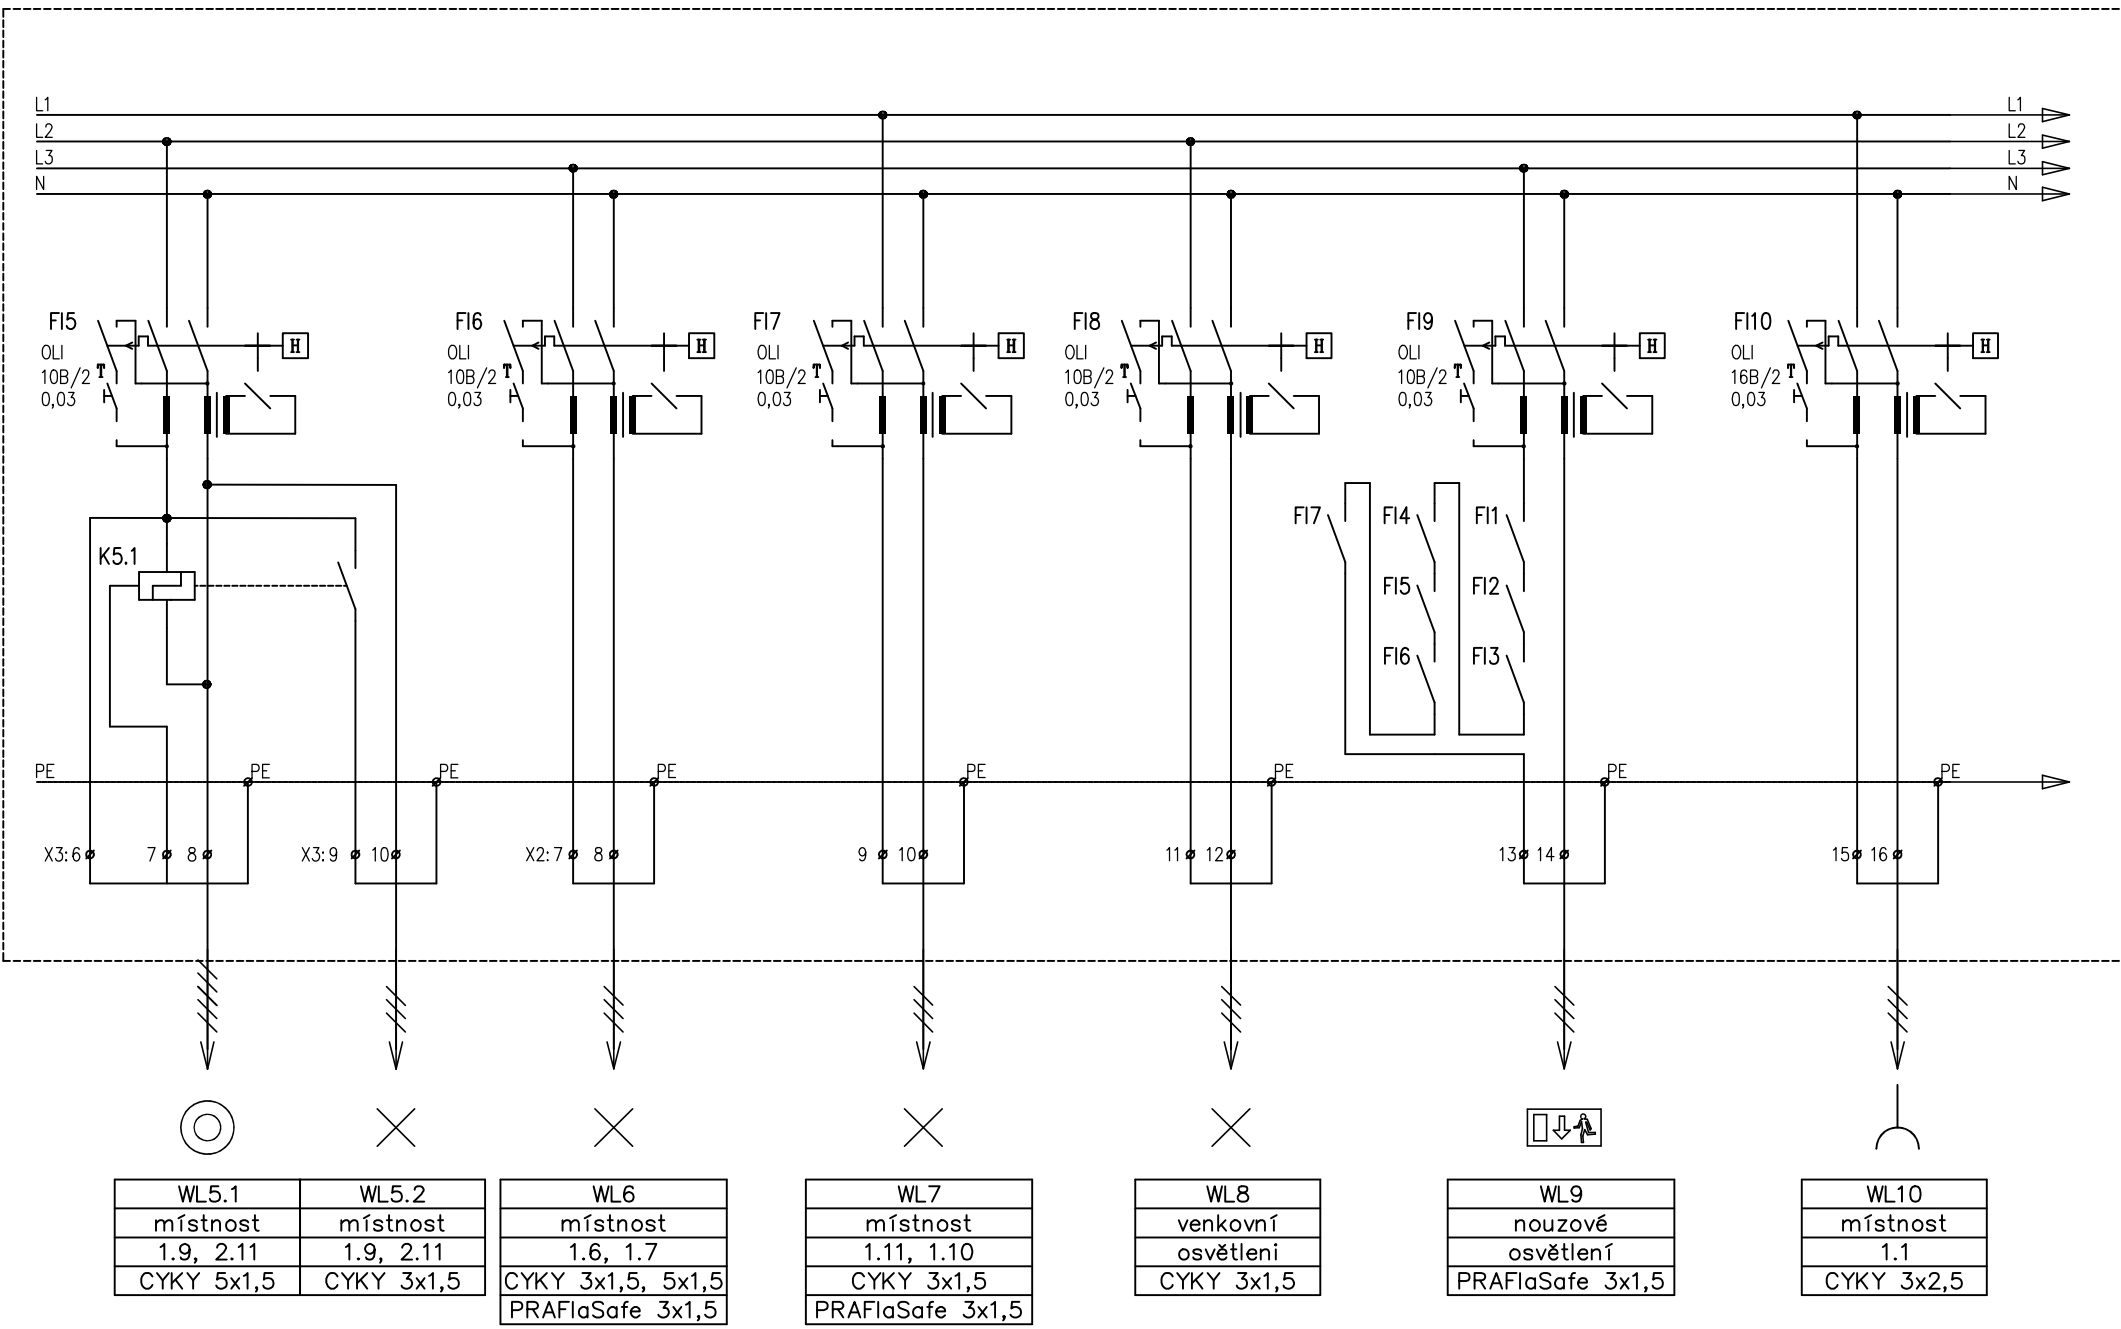 L1 L1
L2 L2
L3 L3
N N
FI5 FI6 FI7 FI8 FI9 FI10
H H H H H H
OLI OLI OLI OLI OLI OLI
10B/2 T 10B/2 T 10B/2 T 10B/2 T 10B/2 T 16B/2 T
0,03 0,03 0,03 0,03 0,03 0,03
FI7 FI4 FI1
K5.1
FI5 FI2
FI6 FI3
PE PE PE PE PE PE PE PE
X3:6 7 8 X3:9 10 X2:7 8 9 10 11 12 13 14 15 16
WL5.1 WL5.2 WL6 WL7 WL8 WL9 WL10
místnost místnost místnost místnost venkovní nouzové místnost
1.9, 2.11 1.9, 2.11 1.6, 1.7 1.11, 1.10 osvětleni osvětlení 1.1
CYKY 5x1,5 CYKY 3x1,5 CYKY 3x1,5, 5x1,5 CYKY 3x1,5 CYKY 3x1,5 PRAFlaSafe 3x1,5 CYKY 3x2,5
PRAFlaSafe 3x1,5 PRAFlaSafe 3x1,5